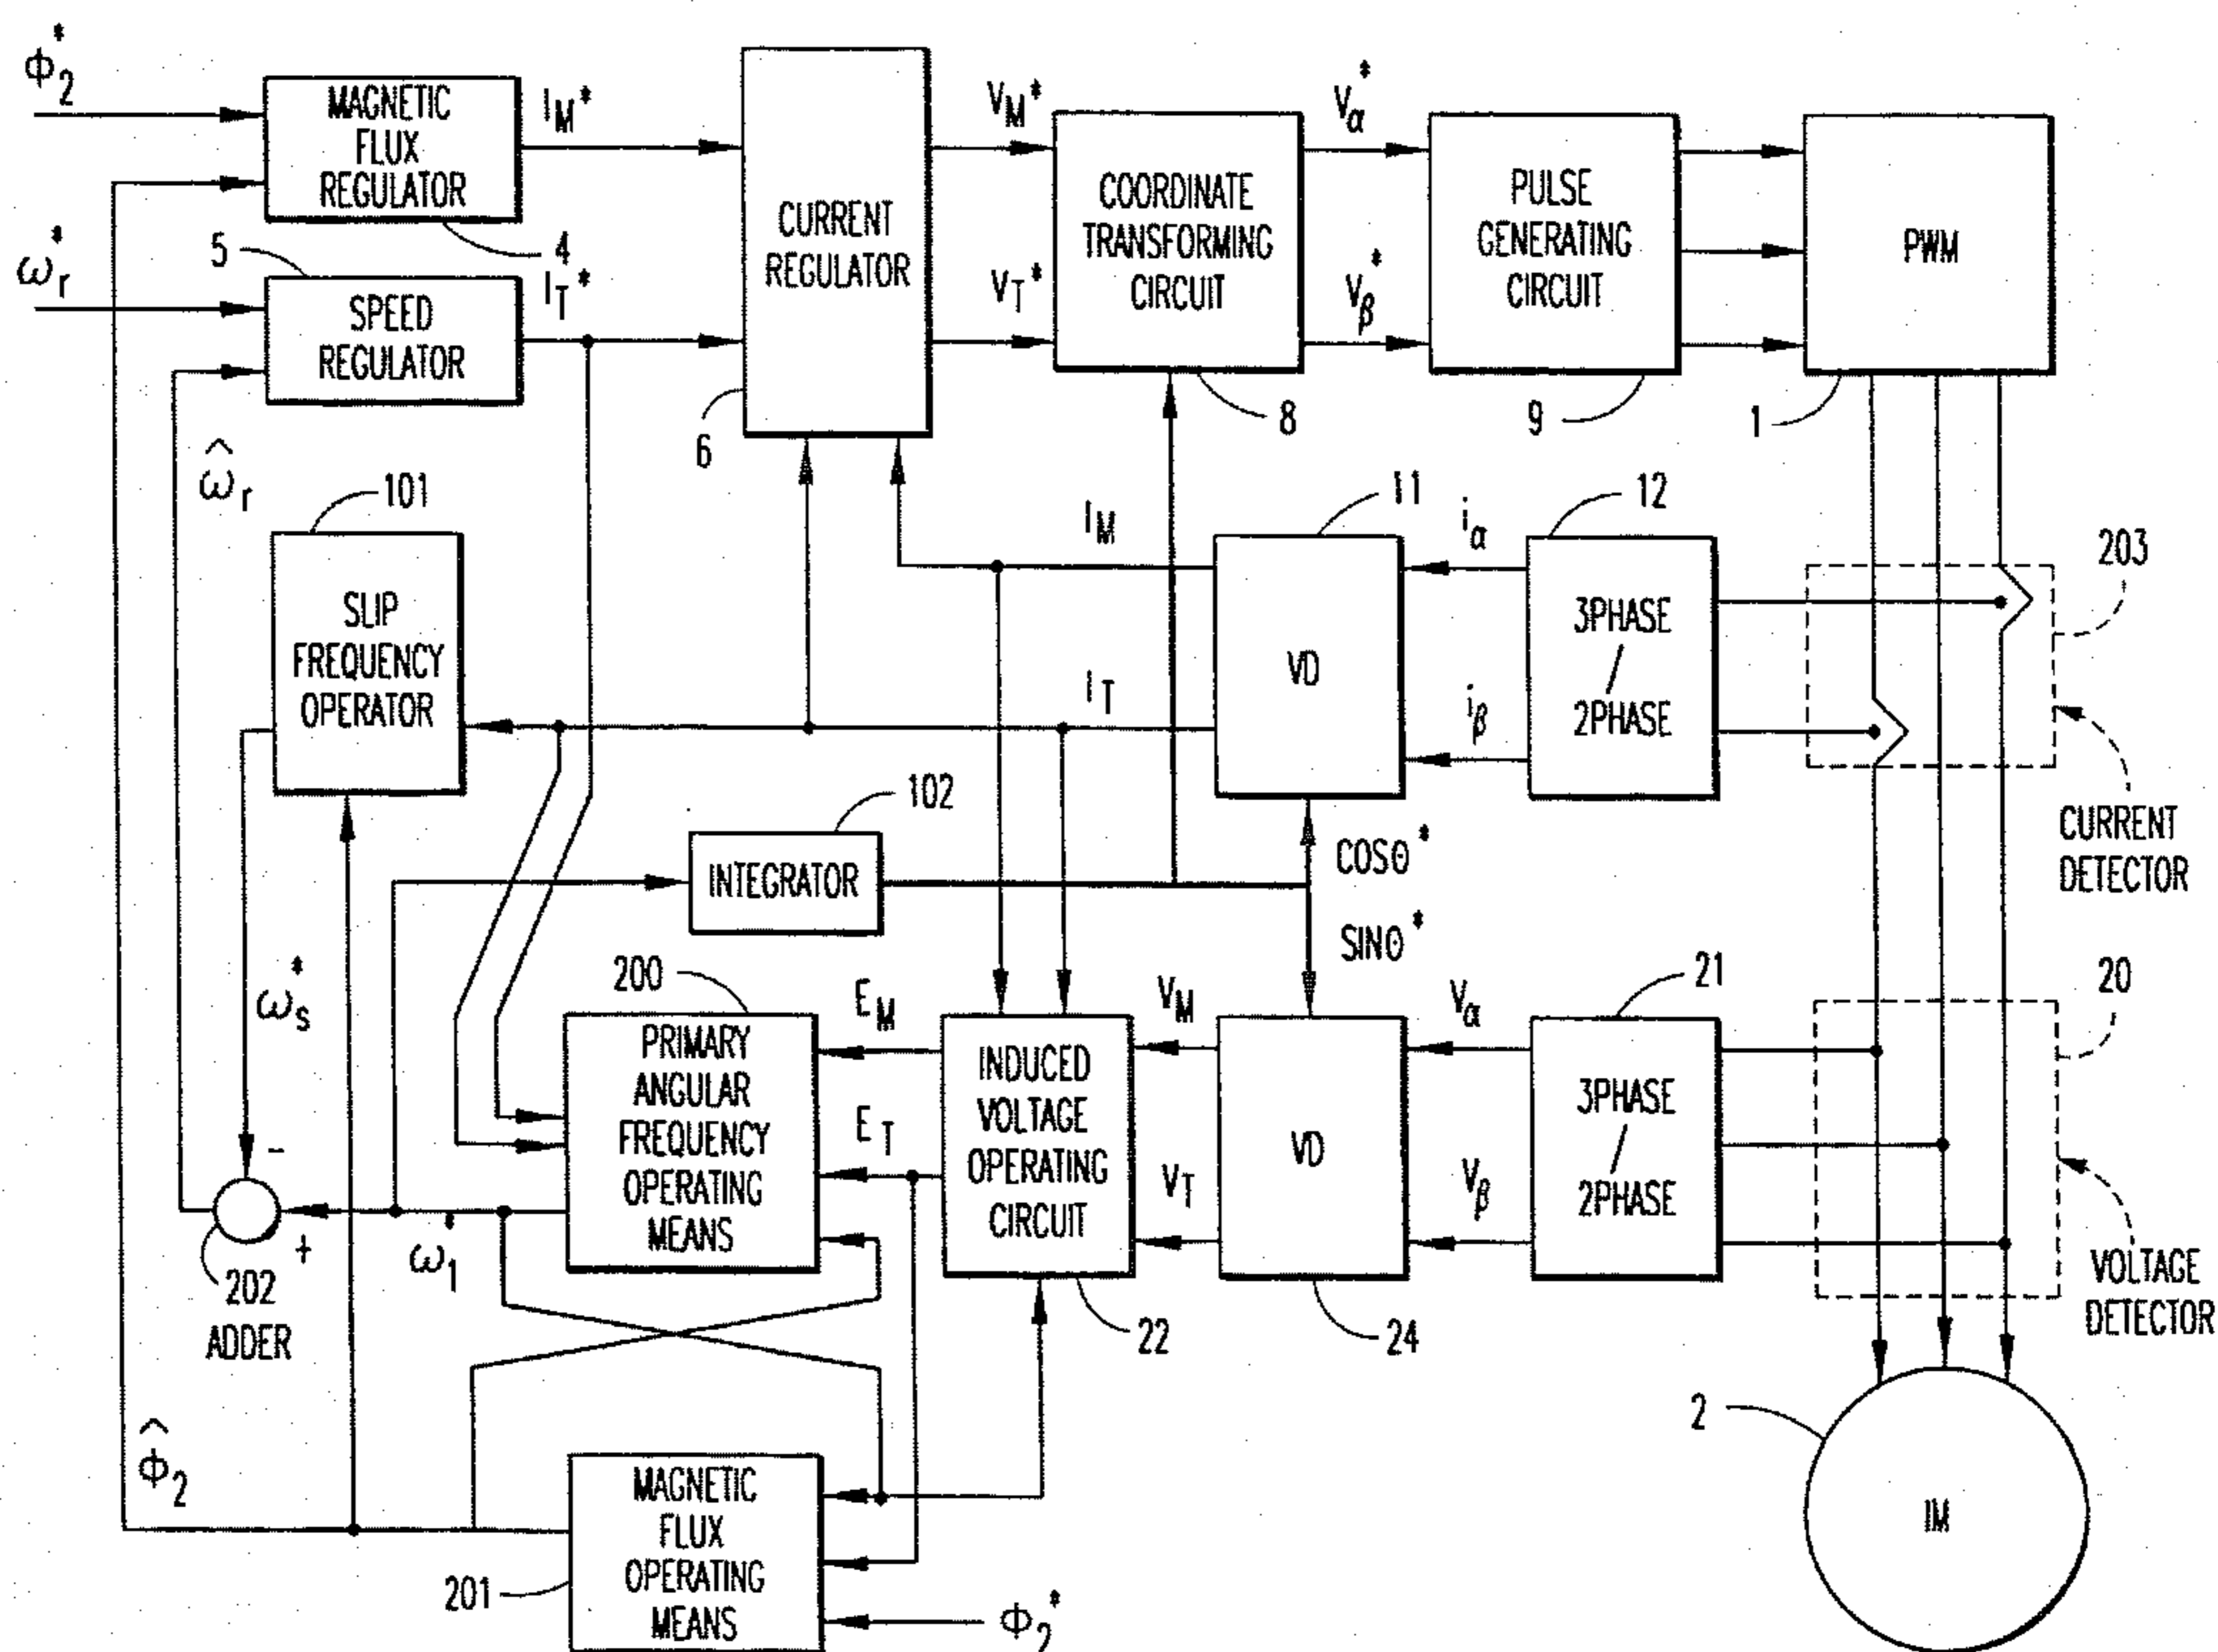 ϕ2*
MAGNETIC
FLUX
REGULATOR
4
IM*
ωr*
5
SPEED
REGULATOR
IT*
CURRENT
REGULATOR
6
VM*
VT*
COORDINATE
TRANSFORMING
CIRCUIT
8
Vα*
Vβ*
PULSE
GENERATING
CIRCUIT
9
PWM
1
ω̂r
101
SLIP
FREQUENCY
OPERATOR
IM
IT
11
VD
iα
iβ
12
3PHASE
/
2PHASE
203
CURRENT
DETECTOR
102
INTEGRATOR
COSΘ*
SINΘ*
ωs*
200
PRIMARY
ANGULAR
FREQUENCY
OPERATING
MEANS
EM
ET
INDUCED
VOLTAGE
OPERATING
CIRCUIT
22
VM
VT
VD
24
Vα
Vβ
21
3PHASE
/
2PHASE
20
VOLTAGE
DETECTOR
-
+
202
ADDER
ω1*
ϕ̂2
MAGNETIC
FLUX
OPERATING
MEANS
201
ϕ2*
2
IM